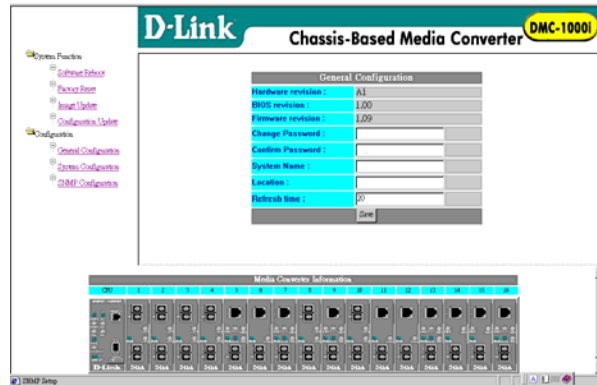 D-Link
Chassis-Based Media Converter
DMC-1000i
System Function
Software Reboot
Factory Reset
Image Update
Configuration Update
Configuration
General Configuration
System Configuration
SNMP Configuration
General Configuration
Hardware revision : A1
BIOS revision : 1.00
Firmware revision : 1.09
Change Password :
Confirm Password :
System Name :
Location :
Refresh time : 20
Save
Media Converter Information
CPU 1 2 3 4 5 6 7 8 9 10 11 12 13 14 15 16
D-Link
SNMP Setup